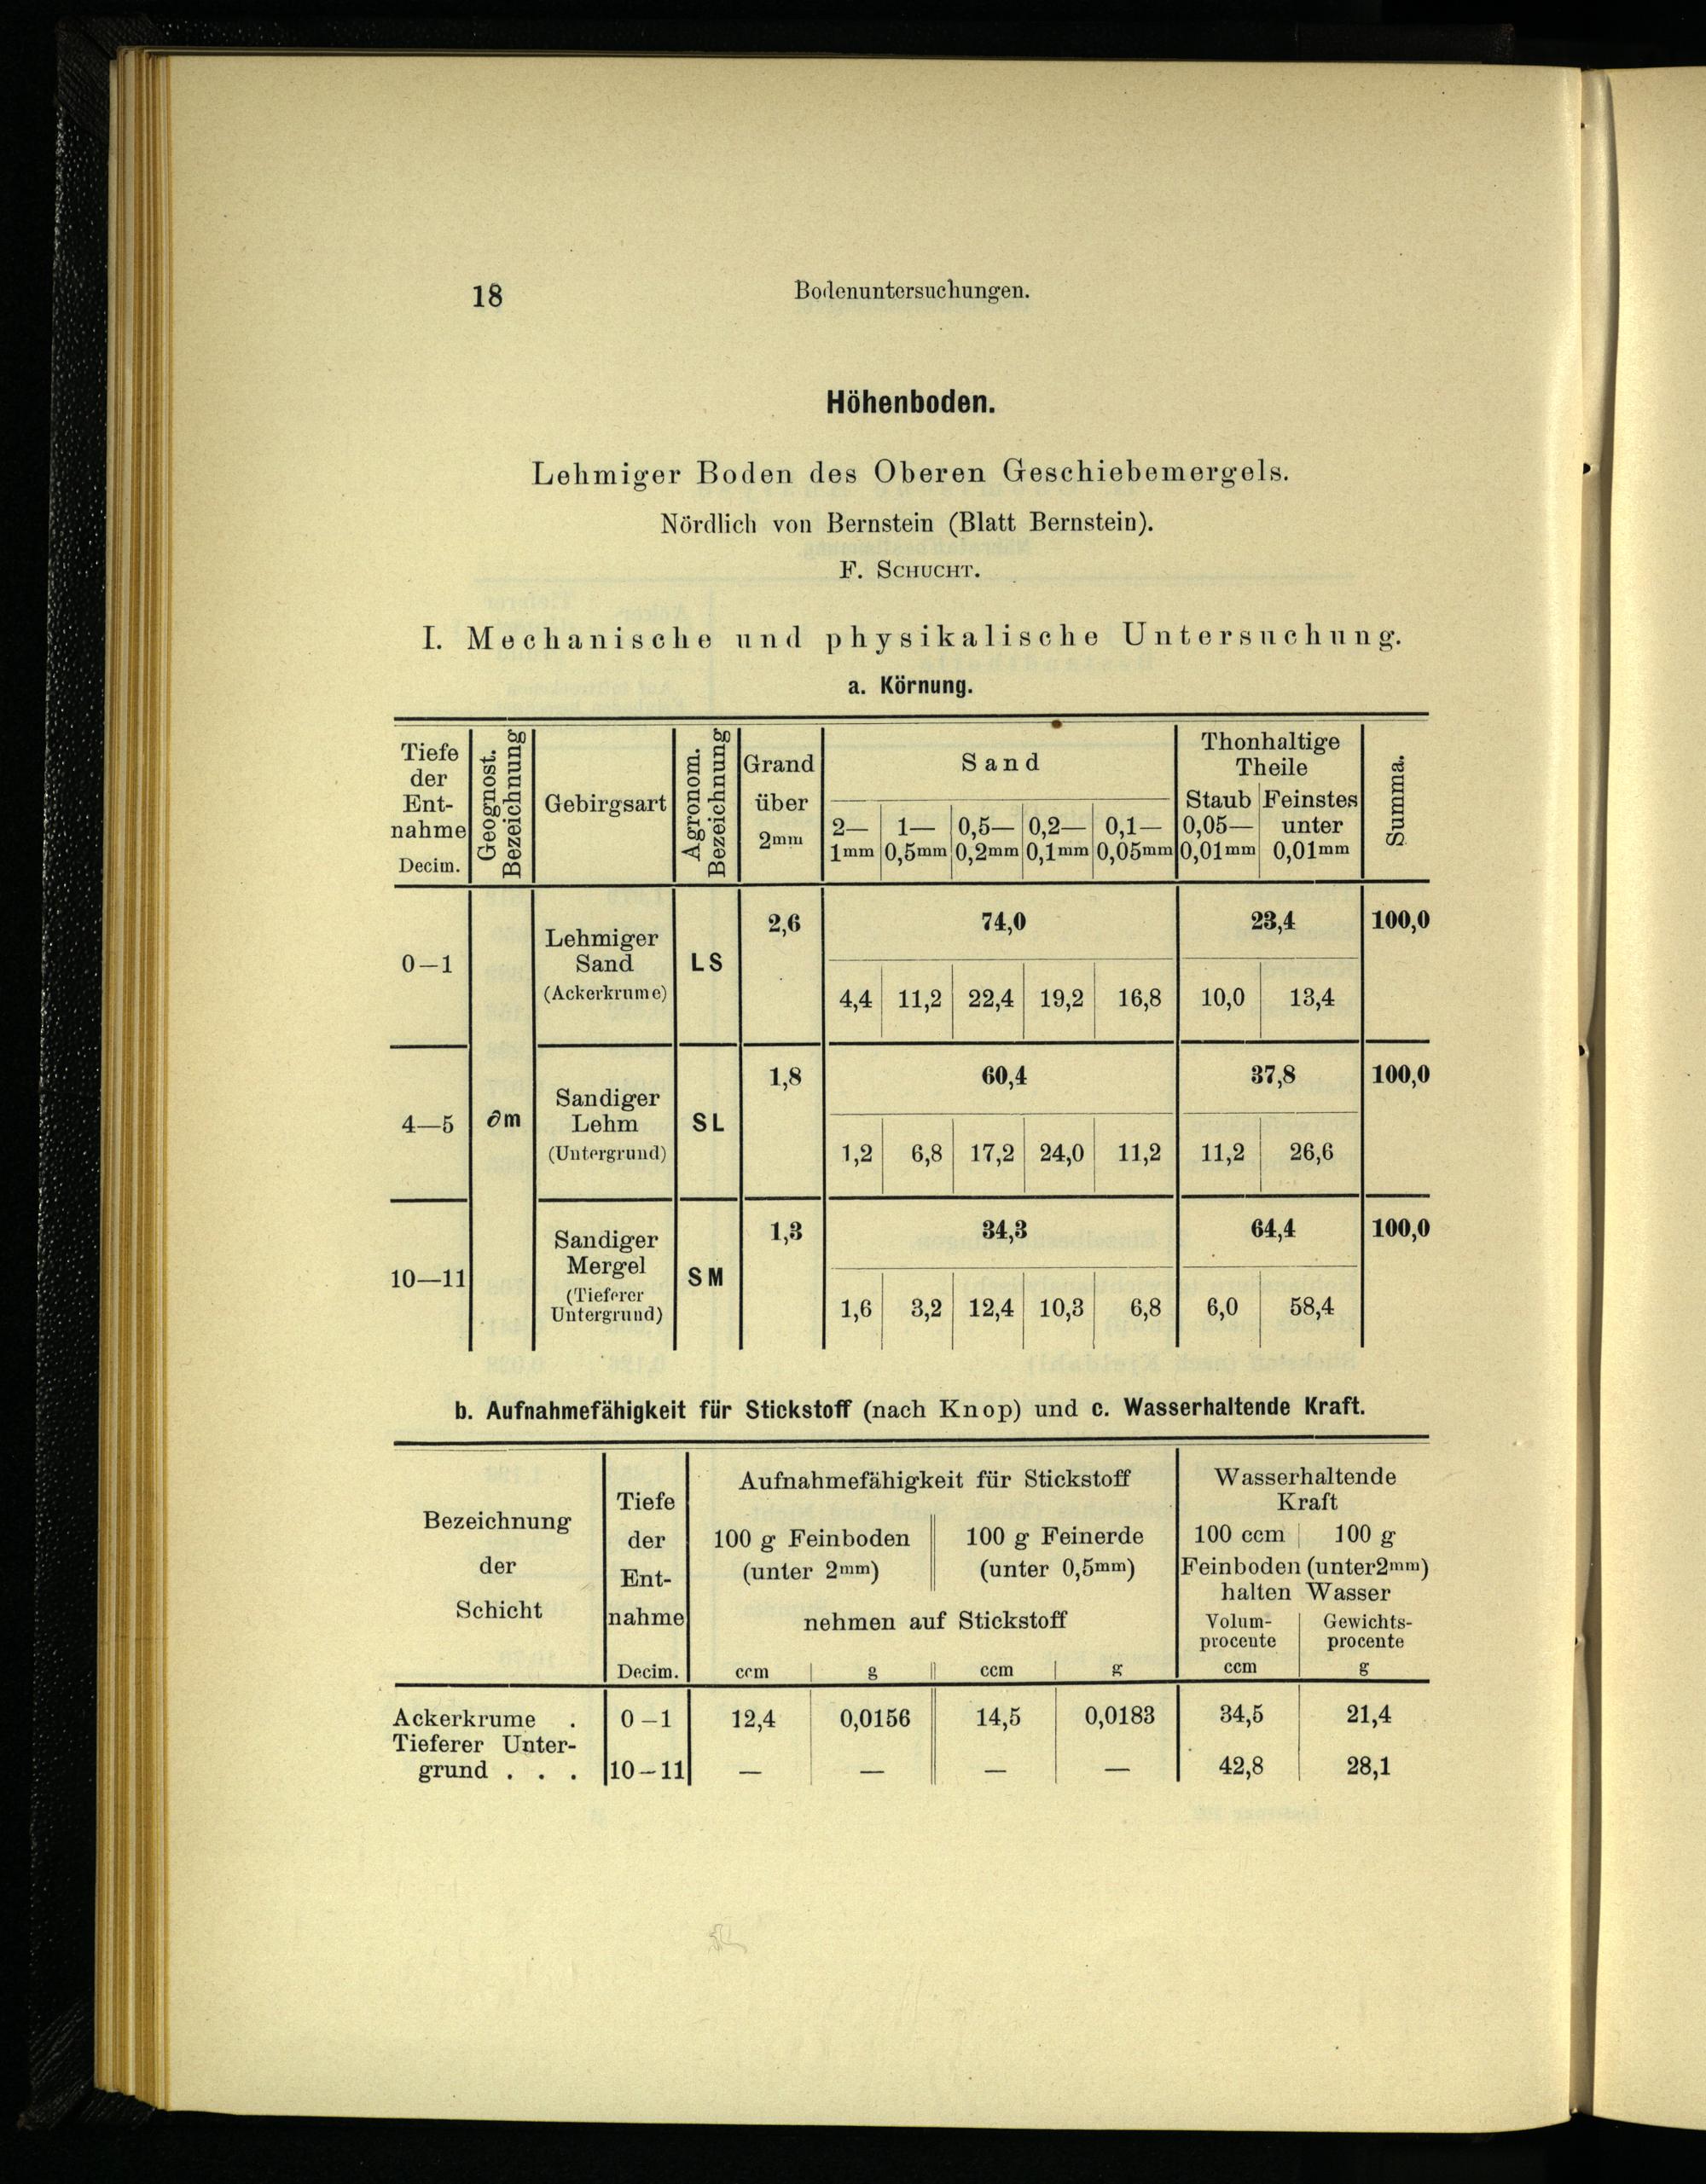 18 Bodenuntersuchungen.
Höhenboden.
Lehmiger Boden des Oberen Geschiebemergels.
Nördlich von Bernstein (Blatt Bernstein).
F. SCHUCHT.
I. Mechanische und physikalische Untersuchung.
a. Körnung.
Tiefe der Ent- nahme Decim. Geognost. Bezeichnung Gebirgsart Agronom. Bezeichnung Grand über 2mm Sand Thonhaltige Theile Summa.
Staub Feinstes
2— 1— 0,5— 0,2— 0,1— 0,05— unter
1mm 0,5mm 0,2mm 0,1mm 0,05mm 0,01mm 0,01mm
2,6 74,0 23,4 100,0
0—1 Lehmiger Sand (Ackerkrume) LS
4,4 11,2 22,4 19,2 16,8 10,0 13,4
1,8 60,4 37,8 100,0
4—5 ∂m Sandiger Lehm (Untergrund) SL
1,2 6,8 17,2 24,0 11,2 11,2 26,6
1,3 34,3 64,4 100,0
10—11 Sandiger Mergel (Tieferer Untergrund) SM
1,6 3,2 12,4 10,3 6,8 6,0 58,4
b. Aufnahmefähigkeit für Stickstoff (nach Knop) und c. Wasserhaltende Kraft.
Bezeichnung der Schicht Tiefe der Ent- nahme Decim. Aufnahmefähigkeit für Stickstoff Wasserhaltende Kraft
100 g Feinboden 100 g Feinerde 100 ccm 100 g
(unter 2mm) (unter 0,5mm) Feinboden (unter2mm)
halten Wasser
nehmen auf Stickstoff Volum- procente Gewichts- procente
ccm g ccm g ccm g
Ackerkrume . 0—1 12,4 0,0156 14,5 0,0183 34,5 21,4
Tieferer Unter-
grund . . . 10—11 — — — — 42,8 28,1